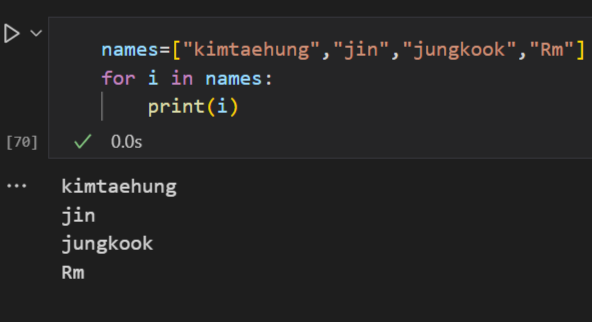 names=["kimtaehung","jin","jungkook","Rm"]
for i in names:
    print(i)
[70] 0.0s
kimtaehung
jin
jungkook
Rm